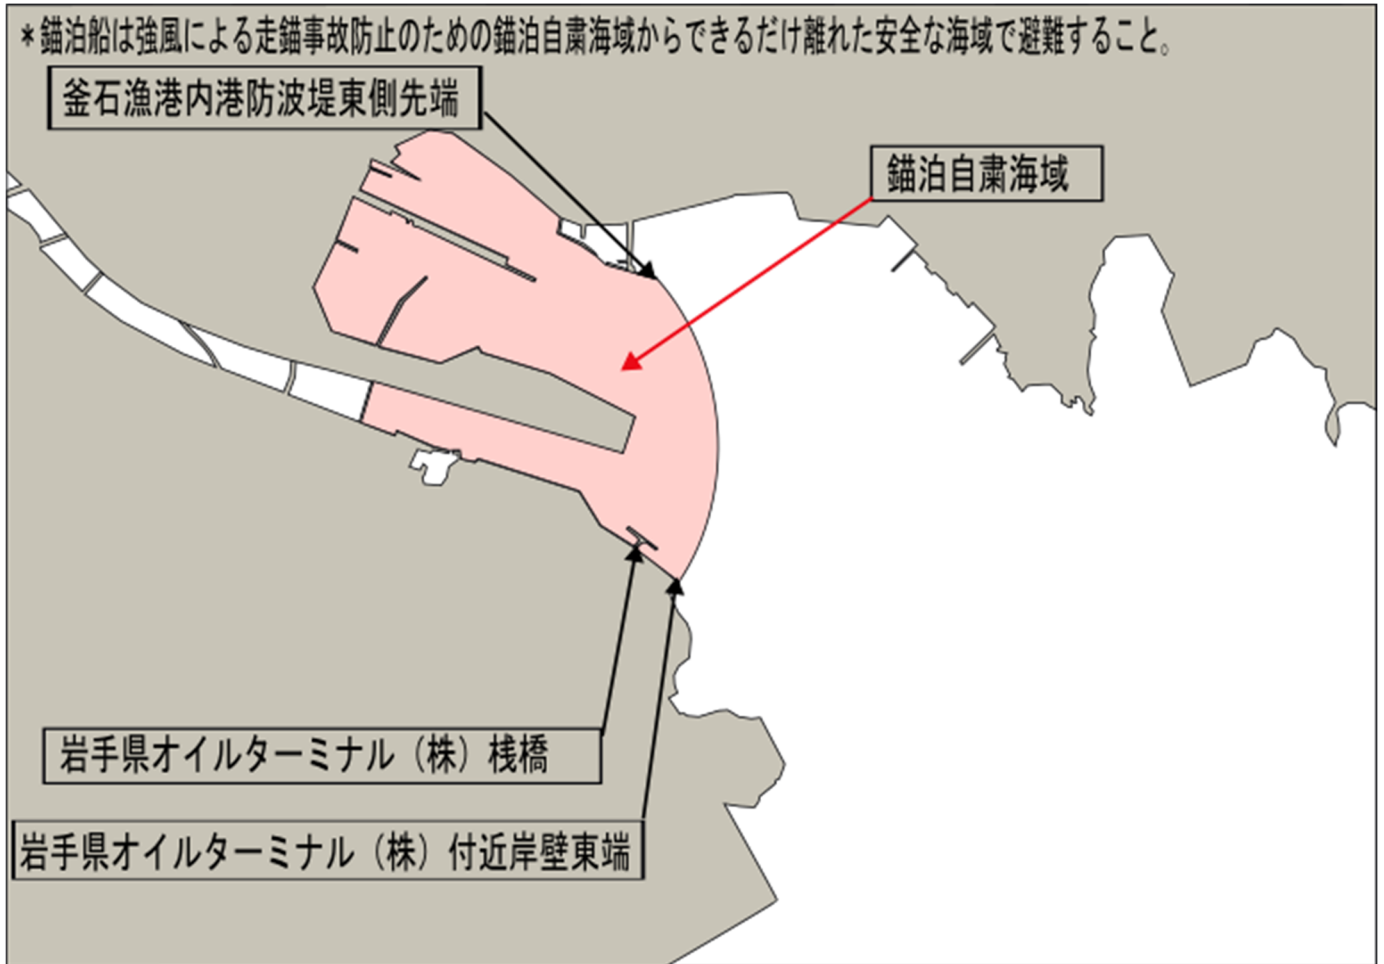 ＊錨泊船は強風による走錨事故防止のための錨泊自粛海域からできるだけ離れた安全な海域で避難すること。
釜石漁港内港防波堤東側先端
錨泊自粛海域
岩手県オイルターミナル（株）桟橋
岩手県オイルターミナル（株）付近岸壁東端